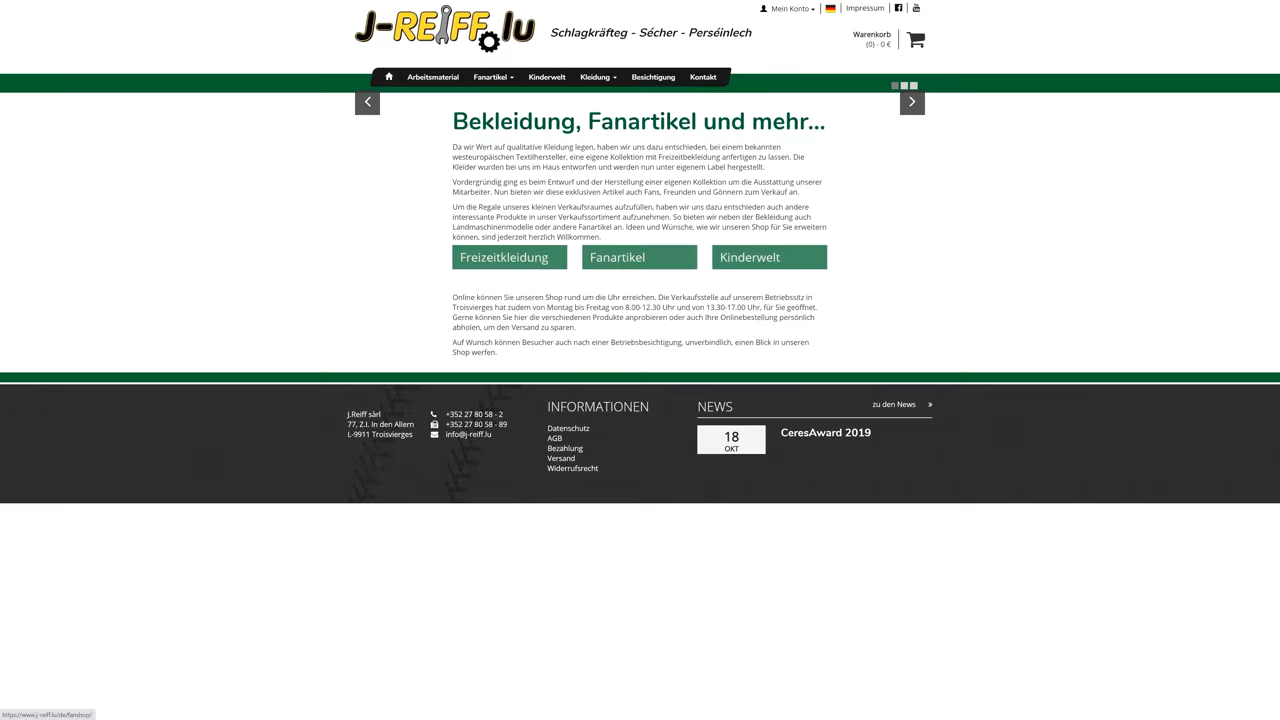 J-REIFF.lu
Schlagkräfteg - Sécher - Perséinlech
Mein Konto
Impressum
Warenkorb
(0) - 0 €
Arbeitsmaterial Fanartikel Kinderwelt Kleidung Besichtigung Kontakt
Bekleidung, Fanartikel und mehr...
Da wir Wert auf qualitative Kleidung legen, haben wir uns dazu entschieden, bei einem bekannten
westeuropäischen Textilhersteller, eine eigene Kollektion mit Freizeitbekleidung anfertigen zu lassen. Die
Kleider wurden bei uns im Haus entworfen und werden nun unter eigenem Label hergestellt.
Vordergründig ging es beim Entwurf und der Herstellung einer eigenen Kollektion um die Ausstattung unserer
Mitarbeiter. Nun bieten wir diese exklusiven Artikel auch Fans, Freunden und Gönnern zum Verkauf an.
Um die Regale unseres kleinen Verkaufsraumes aufzufüllen, haben wir uns dazu entschieden auch andere
interessante Produkte in unser Verkaufssortiment aufzunehmen. So bieten wir neben der Bekleidung auch
Landmaschinenmodelle oder andere Fanartikel an. Ideen und Wünsche, wie wir unseren Shop für Sie erweitern
können, sind jederzeit herzlich Willkommen.
Freizeitkleidung Fanartikel Kinderwelt
Online können Sie unseren Shop rund um die Uhr erreichen. Die Verkaufsstelle auf unserem Betriebssitz in
Troisvierges hat zudem von Montag bis Freitag von 8.00-12.30 Uhr und von 13.30-17.00 Uhr, für Sie geöffnet.
Gerne können Sie hier die verschiedenen Produkte anprobieren oder auch Ihre Onlinebestellung persönlich
abholen, um den Versand zu sparen.
Auf Wunsch können Besucher auch nach einer Betriebsbesichtigung, unverbindlich, einen Blick in unseren
Shop werfen.
J.Reiff sàrl
77, Z.I. In den Allern
L-9911 Troisvierges
+352 27 80 58 - 2
+352 27 80 58 - 89
info@j-reiff.lu
INFORMATIONEN
Datenschutz
AGB
Bezahlung
Versand
Widerrufsrecht
NEWS
zu den News »
18
OKT
CeresAward 2019
https://www.j-reiff.lu/de/fanshop/